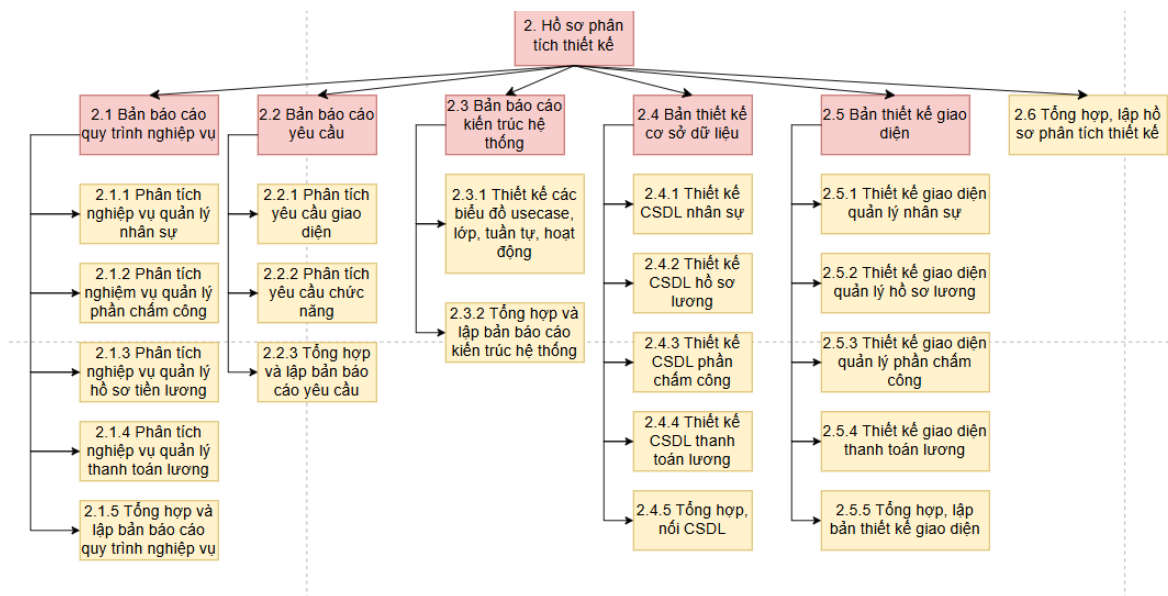 2. Hồ sơ phân
tích thiết kế
2.1 Bản báo cáo
quy trình nghiệp vụ
2.2 Bản báo cáo
yêu cầu
2.3 Bản báo cáo
kiến trúc hệ
thống
2.4 Bản thiết kế
cơ sở dữ liệu
2.5 Bản thiết kế giao
diện
2.6 Tổng hợp, lập hồ
sơ phân tích thiết kế
2.1.1 Phân tích
nghiệp vụ quản lý
nhân sự
2.1.2 Phân tích
nghiệm vụ quản lý
phần chấm công
2.1.3 Phân tích
nghiệp vụ quản lý
hồ sơ tiền lương
2.1.4 Phân tích
nghiệp vụ quản lý
thanh toán lương
2.1.5 Tổng hợp và
lập bản báo cáo
quy trình nghiệp vụ
2.2.1 Phân tích
yêu cầu giao
diện
2.2.2 Phân tích
yêu cầu chức
năng
2.2.3 Tổng hợp
và lập bản báo
cáo yêu cầu
2.3.1 Thiết kế các
biểu đồ usecase,
lớp, tuần tự, hoạt
động
2.3.2 Tổng hợp và
lập bản báo cáo
kiến trúc hệ thống
2.4.1 Thiết kế
CSDL nhân sự
2.4.2 Thiết kế
CSDL hồ sơ
lương
2.4.3 Thiết kế
CSDL phần
chấm công
2.4.4 Thiết kế
CSDL thanh
toán lương
2.4.5 Tổng hợp,
nối CSDL
2.5.1 Thiết kế giao diện
quản lý nhân sự
2.5.2 Thiết kế giao diện
quản lý hồ sơ lương
2.5.3 Thiết kế giao diện
quản lý phần chấm
công
2.5.4 Thiết kế giao diện
thanh toán lương
2.5.5 Tổng hợp, lập
bản thiết kế giao diện